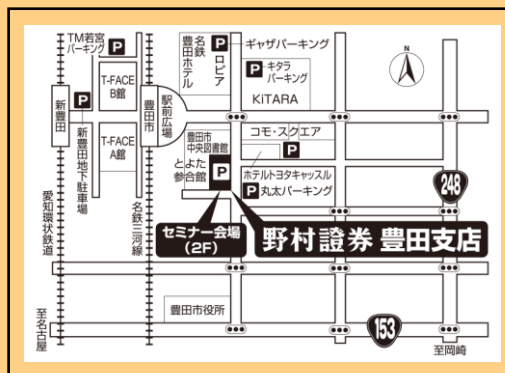 TM若宮
パーキング
P
T-FACE
B館
名鉄
豊田ホテル
P
ロピア
ギャザパーキング
P
キタラ
パーキング
KiTARA
N
新豊田
P
新豊田地下駐車場
T-FACE
A館
豊田市
駅前広場
豊田市
中央図書館
とよた
参合館
P
コモ・スクエア
P
ホテルトヨタキャッスル
P
丸太パーキング
248
愛知環状鉄道
名鉄三河線
セミナー会場
(2F)
野村證券 豊田支店
豊田市役所
153
至名古屋
至岡崎